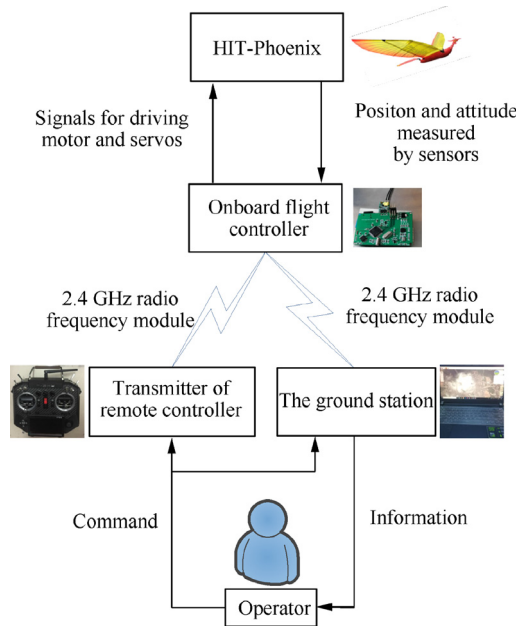 HIT-Phoenix
Signals for driving
motor and servos
Positon and attitude
measured
by sensors
Onboard flight
controller
2.4 GHz radio
frequency module
2.4 GHz radio
frequency module
Transmitter of
remote controller
The ground station
Command
Information
Operator